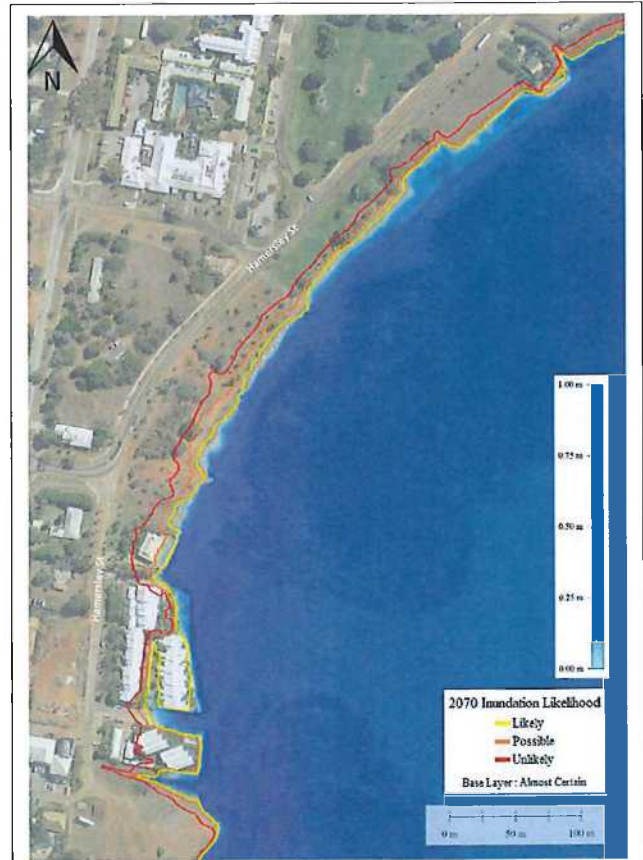 N
Hamersley St
Hamersley St
1.00 m
0.75 m
0.50 m
0.25 m
0.00 m
2070 Inundation Likelihood
Likely
Possible
Unlikely
Base Layer : Almost Certain
0 m 50 m 100 m